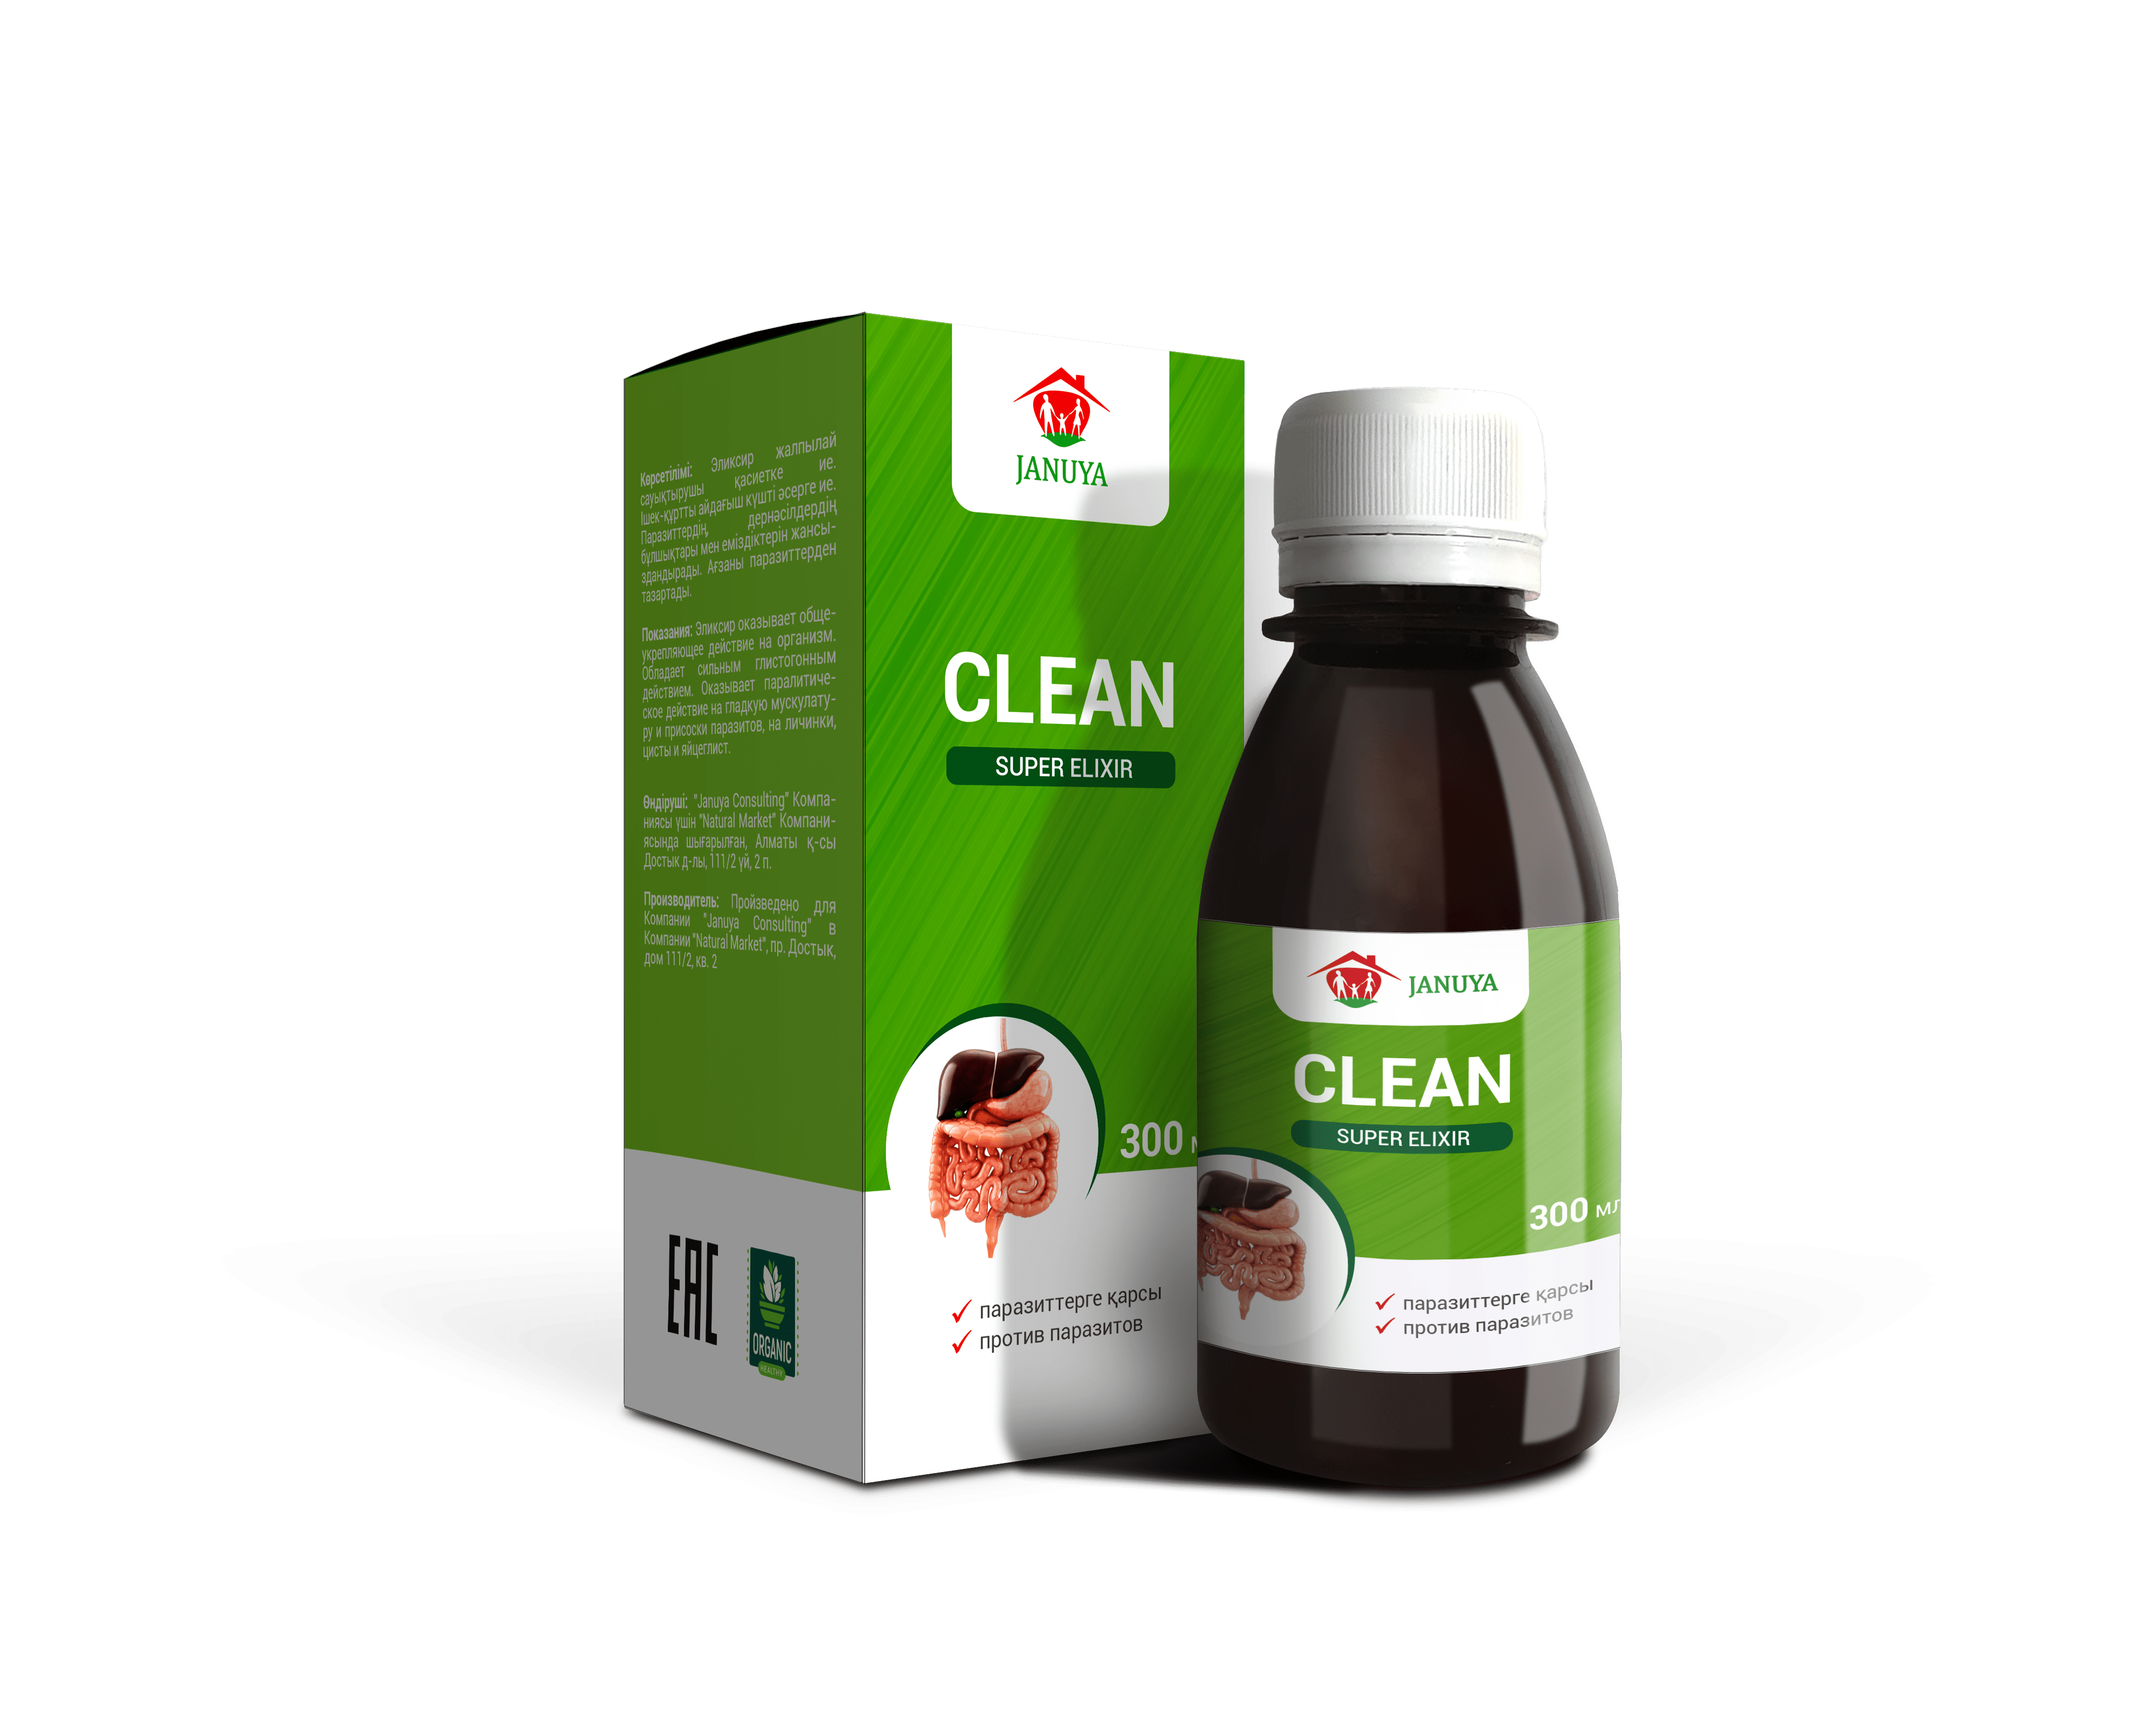 Көрсетілімі: Эликсир жалпылай
сауықтырушы қасиетке ие.
Ішек-құртты айдағыш күшті әсерге ие.
Паразиттердің, дернәсілдердің
бұлшықтары мен еміздіктерін жансы-
здандырады. Ағзаны паразиттерден
тазартады.
Показания: Эликсир оказывает обще-
укрепляющее действие на организм.
Обладает сильным глистогонным
действием. Оказывает паралитиче-
ское действие на гладкую мускулату-
ру и присоски паразитов, на личинки,
цисты и яйцеглист.
Өндіруші: "Januya Consulting" Компа-
ниясы үшін "Natural Market" Компани-
ясында шығарылған, Алматы қ-сы
Достык д-лы, 111/2 үй, 2 п.
Производитель: Пройзведено для
Компании "Januya Consulting" в
Компании "Natural Market", пр. Достык,
дом 111/2, кв. 2
EAC
ORGANIC
HEALTHY
JANUYA
CLEAN
SUPER ELIXIR
300
паразиттерге қарсы
против паразитов
JANUYA
CLEAN
SUPER ELIXIR
300 мл
паразиттерге қарсы
против паразитов